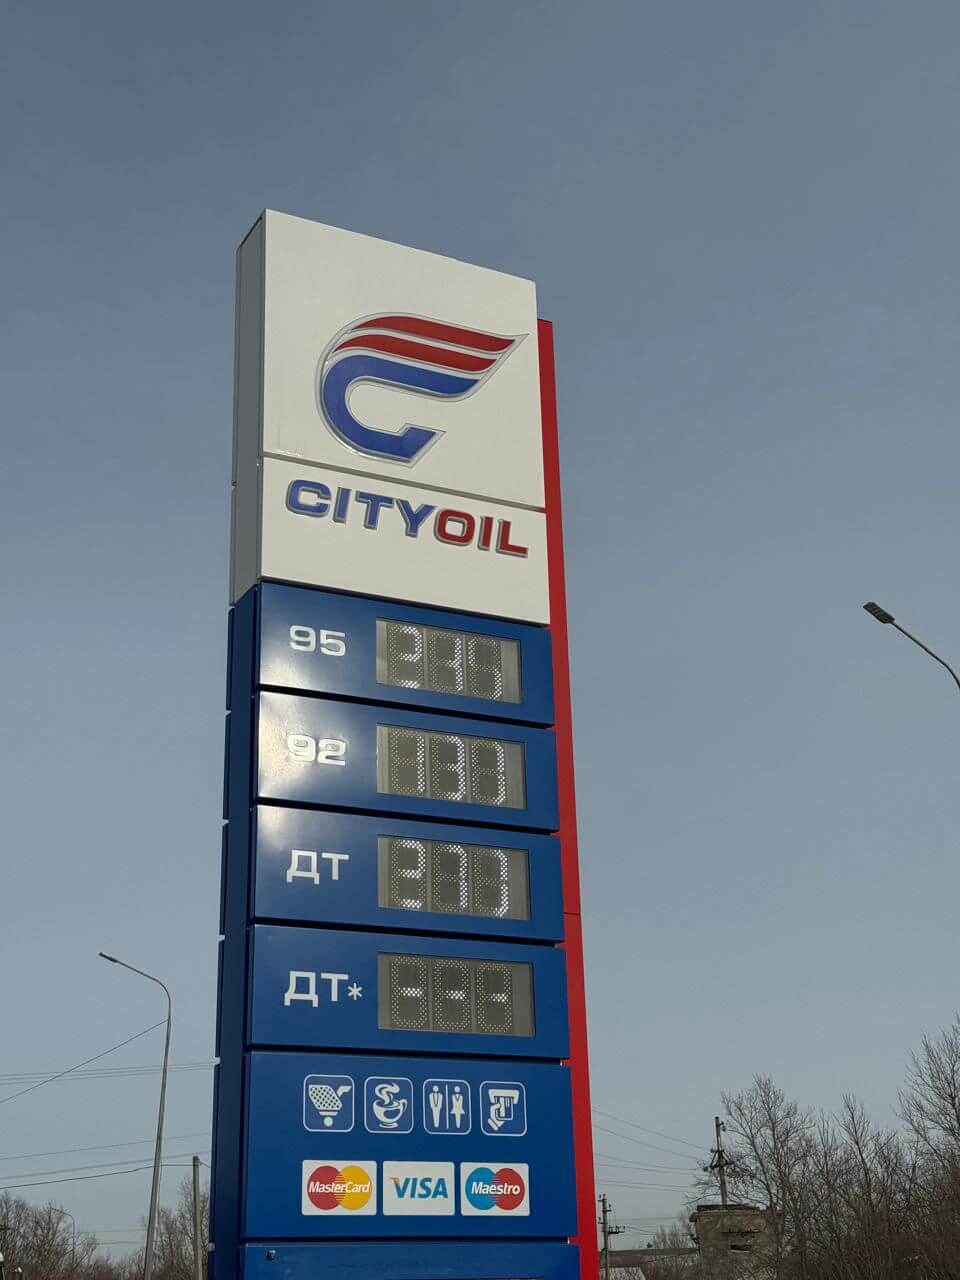 CITYOIL
95
92
ДТ
ДТ* ---
MasterCard VISA Maestro